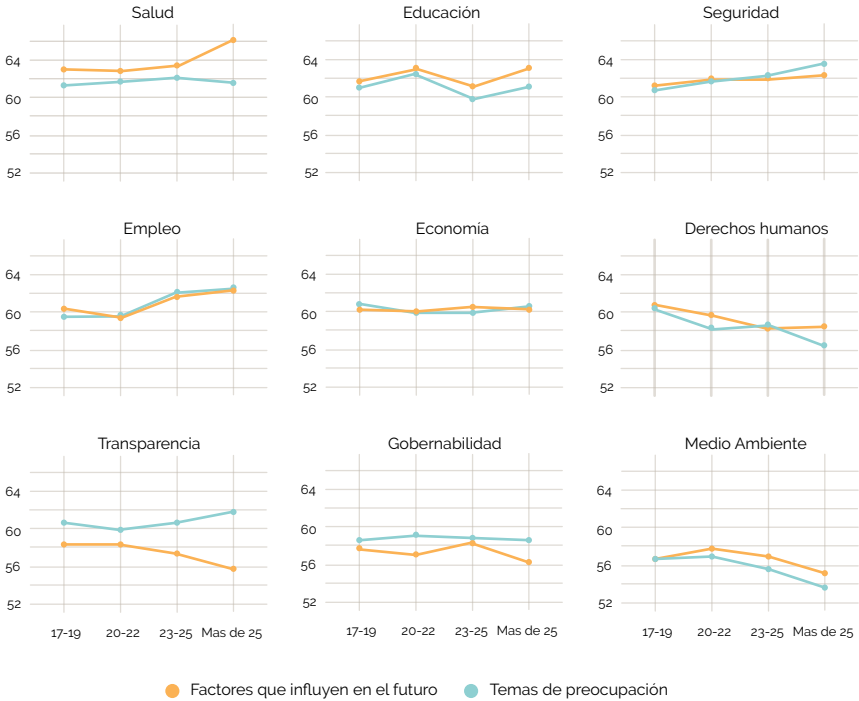 Salud Educación Seguridad
64 64 64
60 60 60
56 56 56
52 52 52
Empleo Economía Derechos humanos
64 64 64
60 60 60
56 56 56
52 52 52
Transparencia Gobernabilidad Medio Ambiente
64 64 64
60 60 60
56 56 56
52 52 52
17-19 20-22 23-25 Mas de 25 17-19 20-22 23-25 Mas de 25 17-19 20-22 23-25 Mas de 25
Factores que influyen en el futuro Temas de preocupación